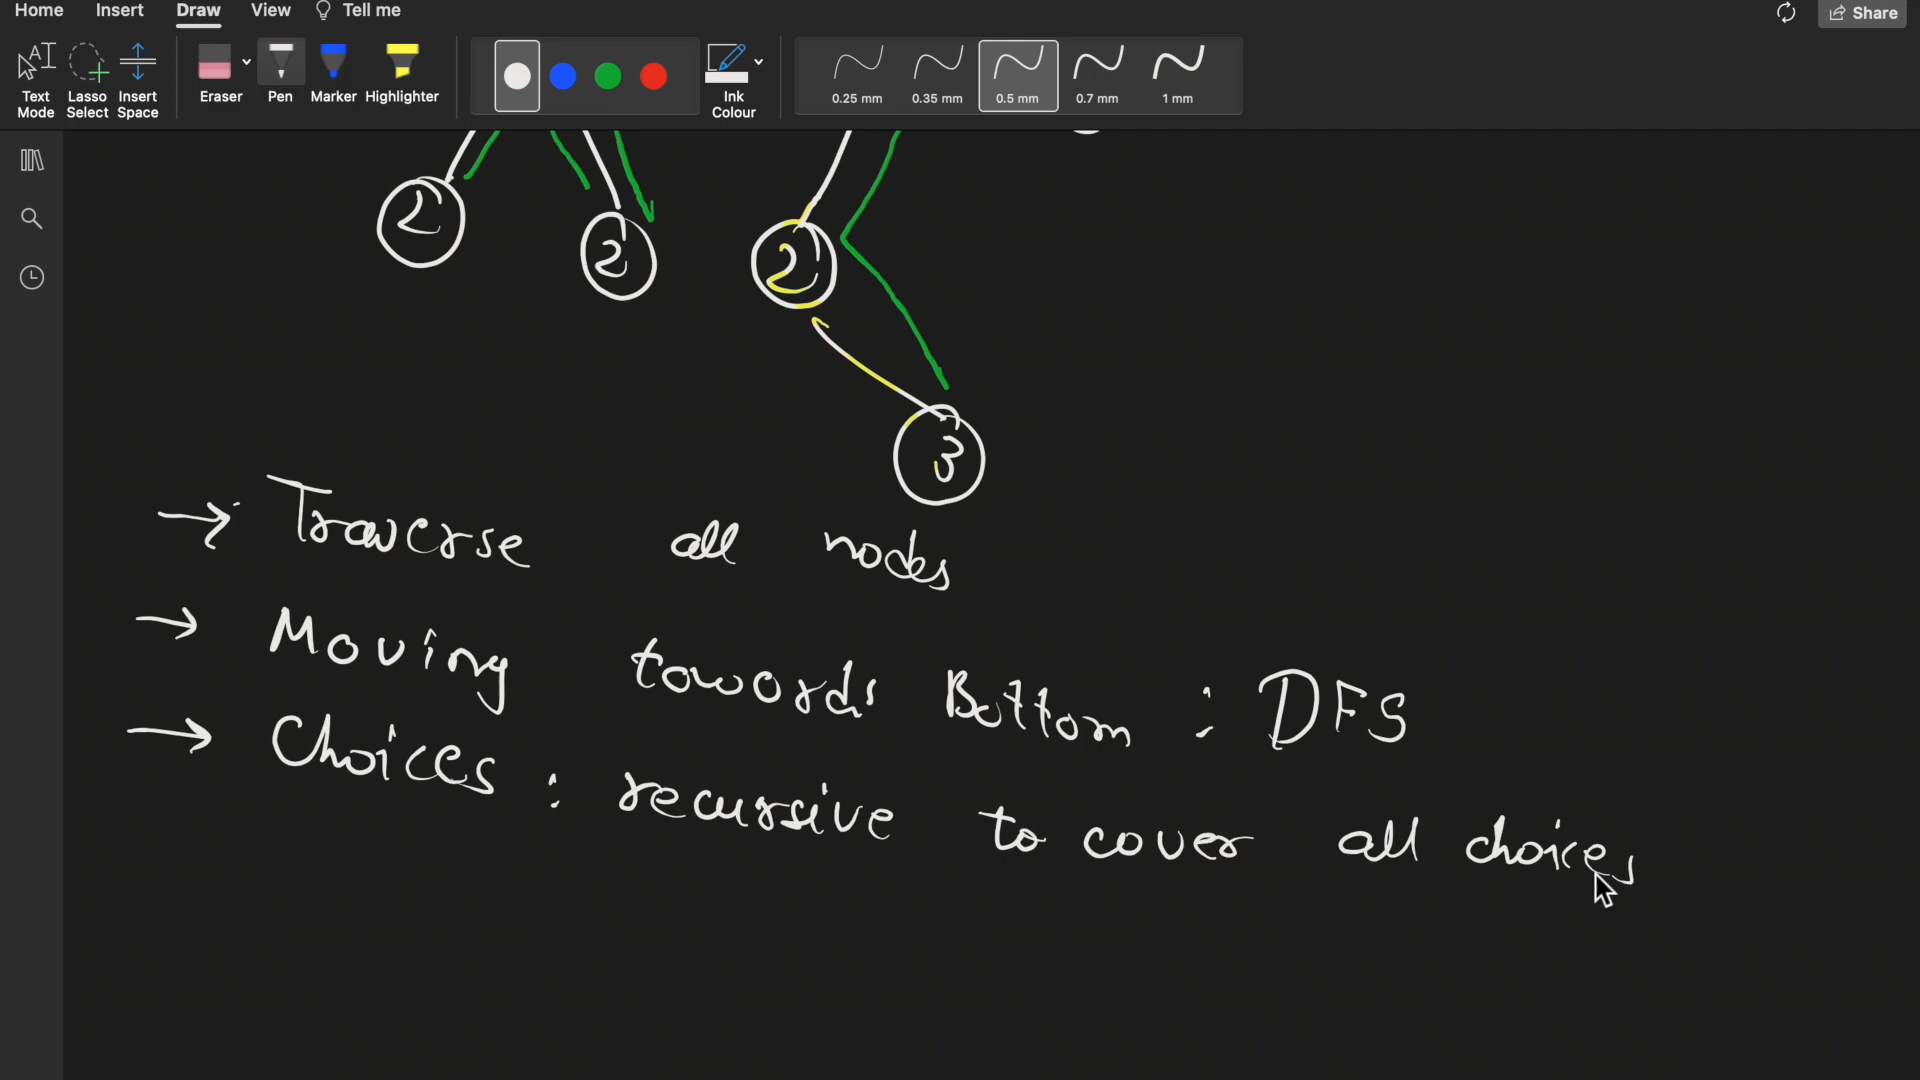 Home Insert Draw View Tell me
Share
Text Mode
Lasso Select
Insert Space
Eraser
Pen
Marker
Highlighter
Ink Colour
0.25 mm
0.35 mm
0.5 mm
0.7 mm
1 mm
2
2
2
3
→ Traverse all nodes
→ Moving towards Bottom : DFS
→ Choices : recursive to cover all choices